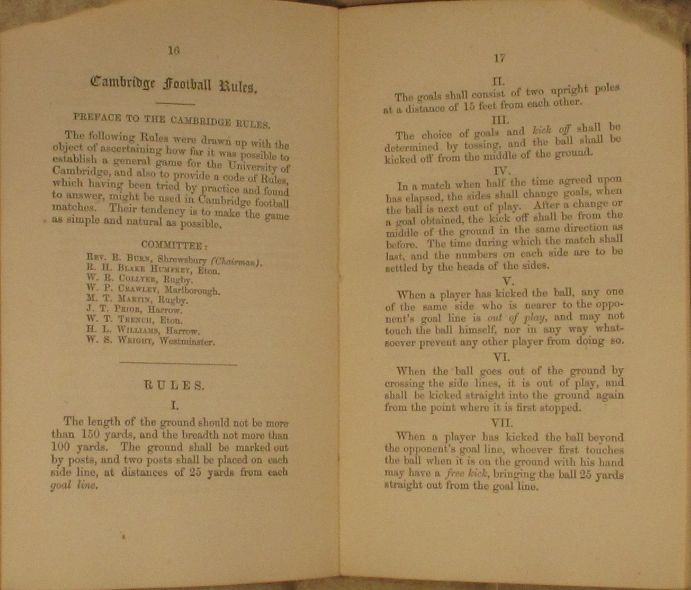 16
Cambridge Football Rules.
PREFACE TO THE CAMBRIDGE RULES.
The following Rules were drawn up with the
object of ascertaining how far it was possible to
establish a general game for the University of
Cambridge, and also to provide a code of Rules,
which having been tried by practice and found
to answer, might be used in Cambridge football
matches. Their tendency is to make the game
as simple and natural as possible.
COMMITTEE:
REV. R. BURN, Shrewsbury (Chairman).
R. H. BLAKE HUMFREY, Eton.
W. R. COLLYER, Rugby.
W. P. CRAWLEY, Marlborough.
M. T. MARTIN, Rugby.
J. T. PRIOR, Harrow.
W. T. TRENCH, Eton.
H. L. WILLIAMS, Harrow.
W. S. WRIGHT, Westminster.
RULES.
I.
The length of the ground should not be more
than 150 yards, and the breadth not more than
100 yards. The ground shall be marked out
by posts, and two posts shall be placed on each
side line, at distances of 25 yards from each
goal line.
17
II.
The goals shall consist of two upright poles
at a distance of 15 feet from each other.
III.
The choice of goals and kick off shall be
determined by tossing, and the ball shall be
kicked off from the middle of the ground.
IV.
In a match when half the time agreed upon
has elapsed, the sides shall change goals, when
the ball is next out of play. After a change or
a goal obtained, the kick off shall be from the
middle of the ground in the same direction as
before. The time during which the match shall
last, and the numbers on each side are to be
settled by the heads of the sides.
V.
When a player has kicked the ball, any one
of the same side who is nearer to the oppo-
nent's goal line is out of play, and may not
touch the ball himself, nor in any way what-
soever prevent any other player from doing so.
VI.
When the ball goes out of the ground by
crossing the side lines, it is out of play, and
shall be kicked straight into the ground again
from the point where it is first stopped.
VII.
When a player has kicked the ball beyond
the opponent's goal line, whoever first touches
the ball when it is on the ground with his hand
may have a free kick, bringing the ball 25 yards
straight out from the goal line.